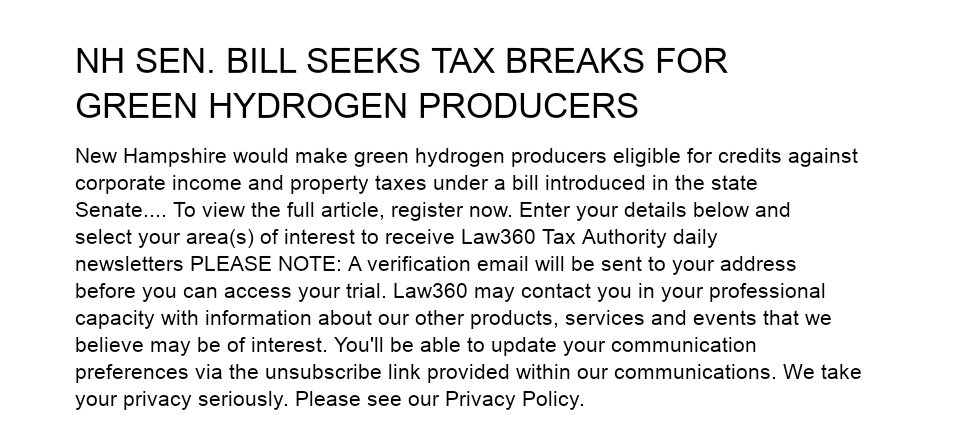 NH SEN. BILL SEEKS TAX BREAKS FOR
GREEN HYDROGEN PRODUCERS
New Hampshire would make green hydrogen producers eligible for credits against
corporate income and property taxes under a bill introduced in the state
Senate.... To view the full article, register now. Enter your details below and
select your area(s) of interest to receive Law360 Tax Authority daily
newsletters PLEASE NOTE: A verification email will be sent to your address
before you can access your trial. Law360 may contact you in your professional
capacity with information about our other products, services and events that we
believe may be of interest. You'll be able to update your communication
preferences via the unsubscribe link provided within our communications. We take
your privacy seriously. Please see our Privacy Policy.